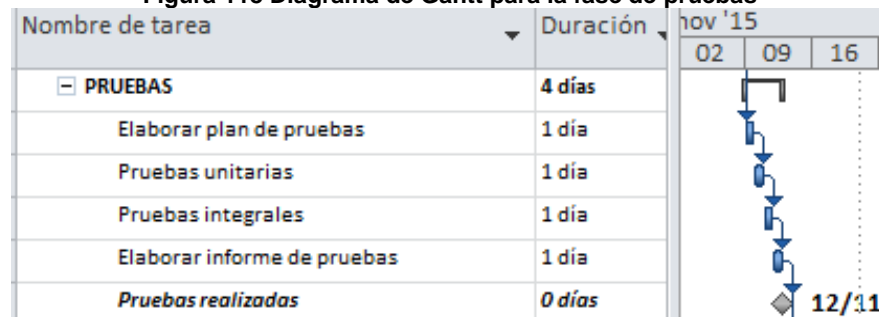 Figura 118 Diagrama de Gantt para la fase de pruebas
Nombre de tarea Duración nov '15
02 09 16
PRUEBAS 4 días
Elaborar plan de pruebas 1 día
Pruebas unitarias 1 día
Pruebas integrales 1 día
Elaborar informe de pruebas 1 día
Pruebas realizadas 0 días 12/11